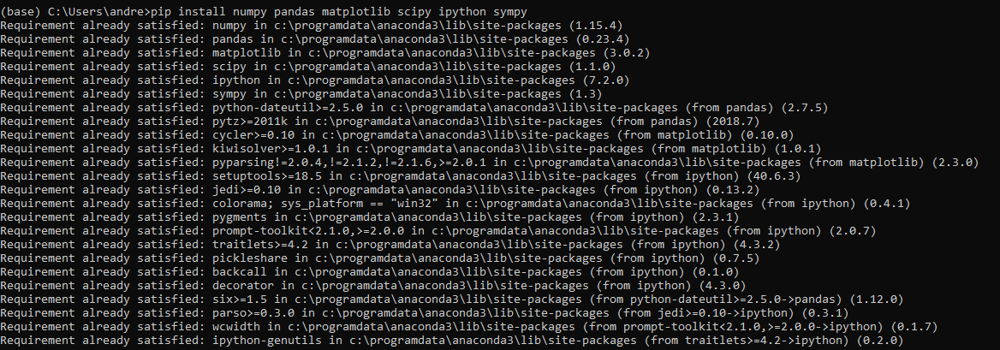 (base) C:\Users\andre>pip install numpy pandas matplotlib scipy ipython sympy
Requirement already satisfied: numpy in c:\programdata\anaconda3\lib\site-packages (1.15.4)
Requirement already satisfied: pandas in c:\programdata\anaconda3\lib\site-packages (0.23.4)
Requirement already satisfied: matplotlib in c:\programdata\anaconda3\lib\site-packages (3.0.2)
Requirement already satisfied: scipy in c:\programdata\anaconda3\lib\site-packages (1.1.0)
Requirement already satisfied: ipython in c:\programdata\anaconda3\lib\site-packages (7.2.0)
Requirement already satisfied: sympy in c:\programdata\anaconda3\lib\site-packages (1.3)
Requirement already satisfied: python-dateutil>=2.5.0 in c:\programdata\anaconda3\lib\site-packages (from pandas) (2.7.5)
Requirement already satisfied: pytz>=2011k in c:\programdata\anaconda3\lib\site-packages (from pandas) (2018.7)
Requirement already satisfied: cycler>=0.10 in c:\programdata\anaconda3\lib\site-packages (from matplotlib) (0.10.0)
Requirement already satisfied: kiwisolver>=1.0.1 in c:\programdata\anaconda3\lib\site-packages (from matplotlib) (1.0.1)
Requirement already satisfied: pyparsing!=2.0.4,!=2.1.2,!=2.1.6,>=2.0.1 in c:\programdata\anaconda3\lib\site-packages (from matplotlib) (2.3.0)
Requirement already satisfied: setuptools>=18.5 in c:\programdata\anaconda3\lib\site-packages (from ipython) (40.6.3)
Requirement already satisfied: jedi>=0.10 in c:\programdata\anaconda3\lib\site-packages (from ipython) (0.13.2)
Requirement already satisfied: colorama; sys_platform == "win32" in c:\programdata\anaconda3\lib\site-packages (from ipython) (0.4.1)
Requirement already satisfied: pygments in c:\programdata\anaconda3\lib\site-packages (from ipython) (2.3.1)
Requirement already satisfied: prompt-toolkit<2.1.0,>=2.0.0 in c:\programdata\anaconda3\lib\site-packages (from ipython) (2.0.7)
Requirement already satisfied: traitlets>=4.2 in c:\programdata\anaconda3\lib\site-packages (from ipython) (4.3.2)
Requirement already satisfied: pickleshare in c:\programdata\anaconda3\lib\site-packages (from ipython) (0.7.5)
Requirement already satisfied: backcall in c:\programdata\anaconda3\lib\site-packages (from ipython) (0.1.0)
Requirement already satisfied: decorator in c:\programdata\anaconda3\lib\site-packages (from ipython) (4.3.0)
Requirement already satisfied: six>=1.5 in c:\programdata\anaconda3\lib\site-packages (from python-dateutil>=2.5.0->pandas) (1.12.0)
Requirement already satisfied: parso>=0.3.0 in c:\programdata\anaconda3\lib\site-packages (from jedi>=0.10->ipython) (0.3.1)
Requirement already satisfied: wcwidth in c:\programdata\anaconda3\lib\site-packages (from prompt-toolkit<2.1.0,>=2.0.0->ipython) (0.1.7)
Requirement already satisfied: ipython-genutils in c:\programdata\anaconda3\lib\site-packages (from traitlets>=4.2->ipython) (0.2.0)